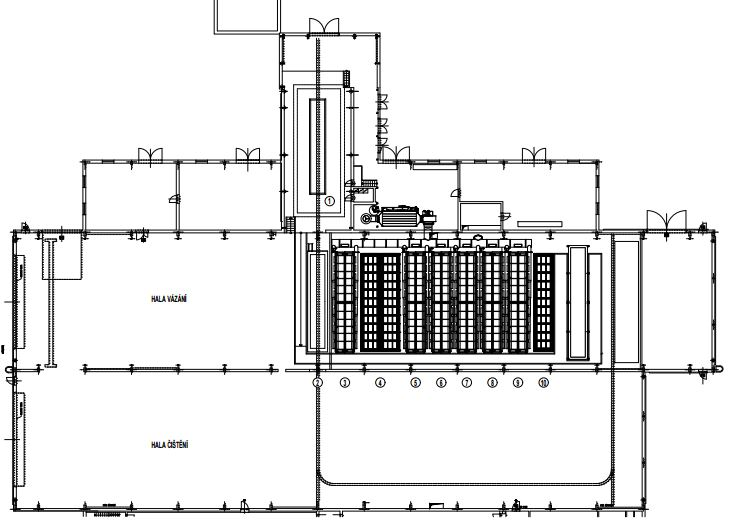 1
HALA VÁZÁNÍ
2 3 4 5 6 7 8 9 10
HALA ČIŠTĚNÍ